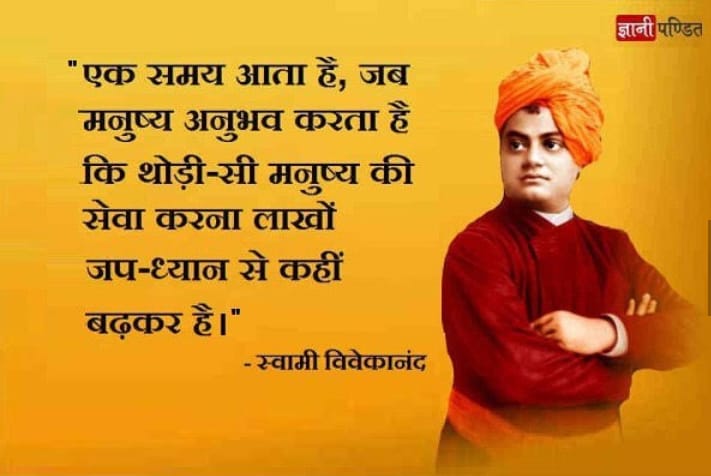 ज्ञानी पण्डित
"एक समय आता है, जब
मनुष्य अनुभव करता है
कि थोड़ी-सी मनुष्य की
सेवा करना लाखों
जप-ध्यान से कहीं
बढ़कर है।"
- स्वामी विवेकानंद